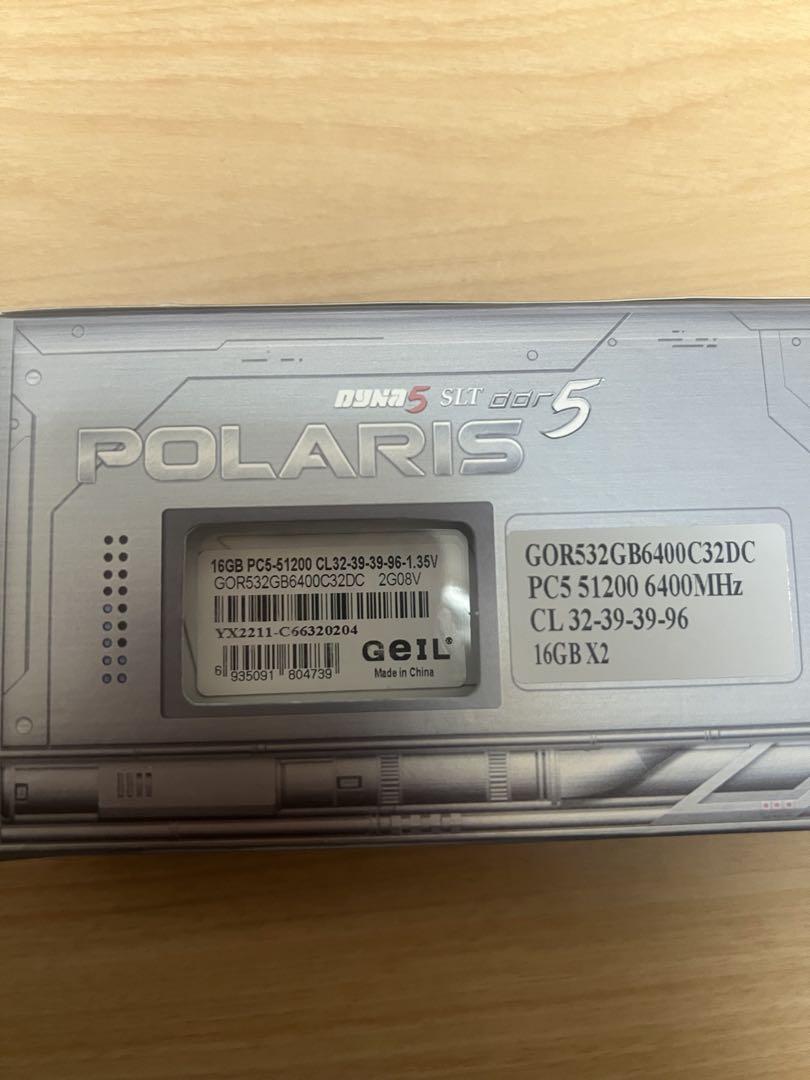 DYNA5 SLT ddr5
POLARIS
16GB PC5-51200 CL32-39-39-96-1.35V
GOR532GB6400C32DC 2G08V
YX2211-C66320204
GeIL®
6 935091 804739
Made in China
GOR532GB6400C32DC
PC5 51200 6400MHz
CL 32-39-39-96
16GB X2